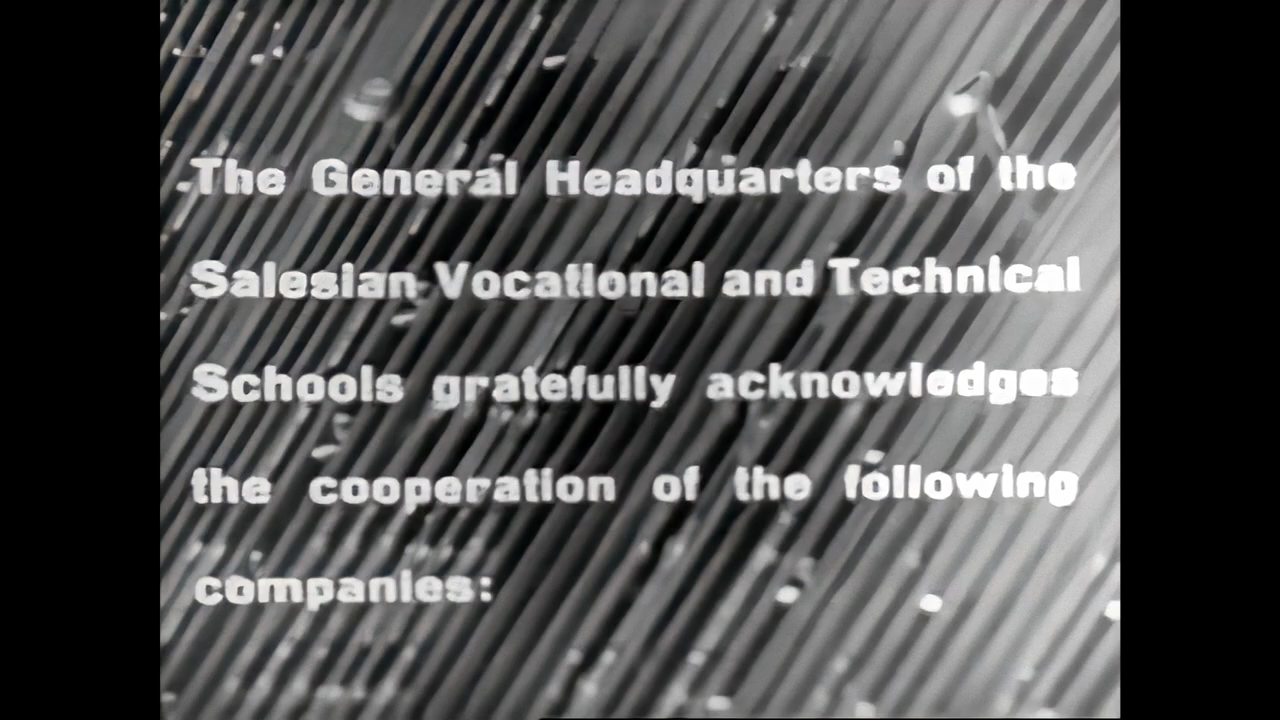 The General Headquarters of the
Salesian Vocational and Technical
Schools gratefully acknowledges
the cooperation of the following
companies: